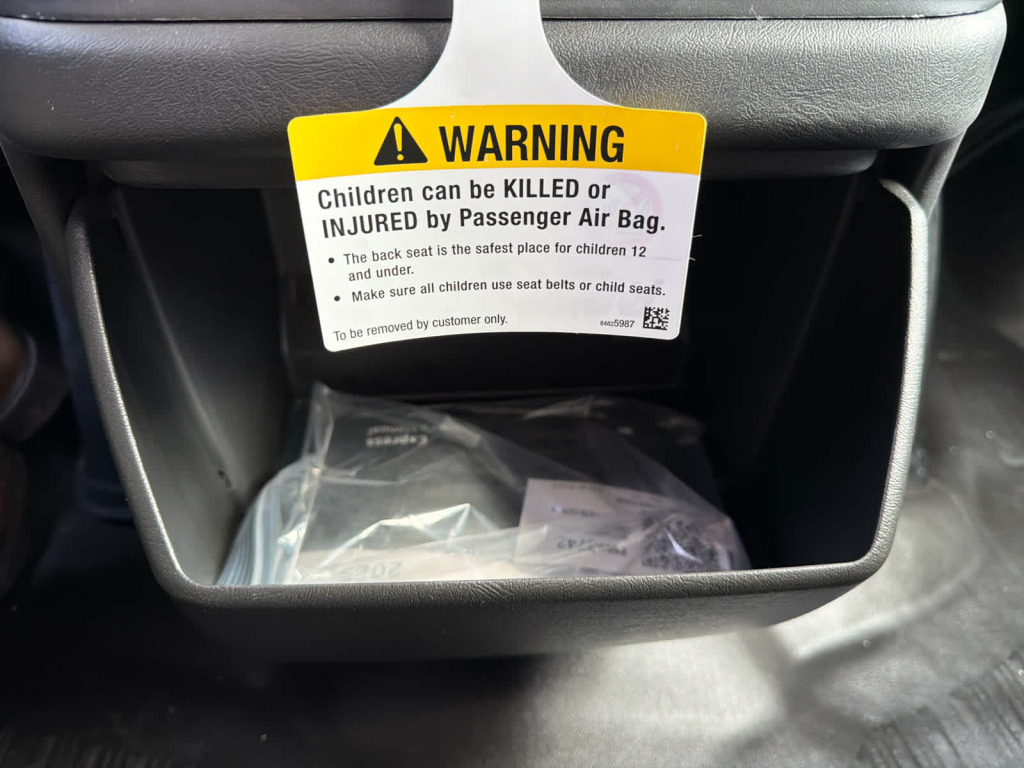 WARNING
Children can be KILLED or
INJURED by Passenger Air Bag.
• The back seat is the safest place for children 12
and under.
• Make sure all children use seat belts or child seats.
To be removed by customer only.
84825987
Express
Manual